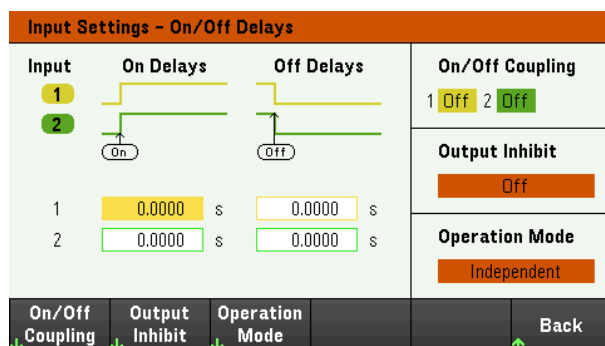 Input Settings – On/Off Delays
Input On Delays Off Delays
1
2
On Off
1 0.0000 s 0.0000 s
2 0.0000 s 0.0000 s
On/Off Coupling
1 Off 2 Off
Output Inhibit
Off
Operation Mode
Independent
On/Off Coupling
Output Inhibit
Operation Mode
Back